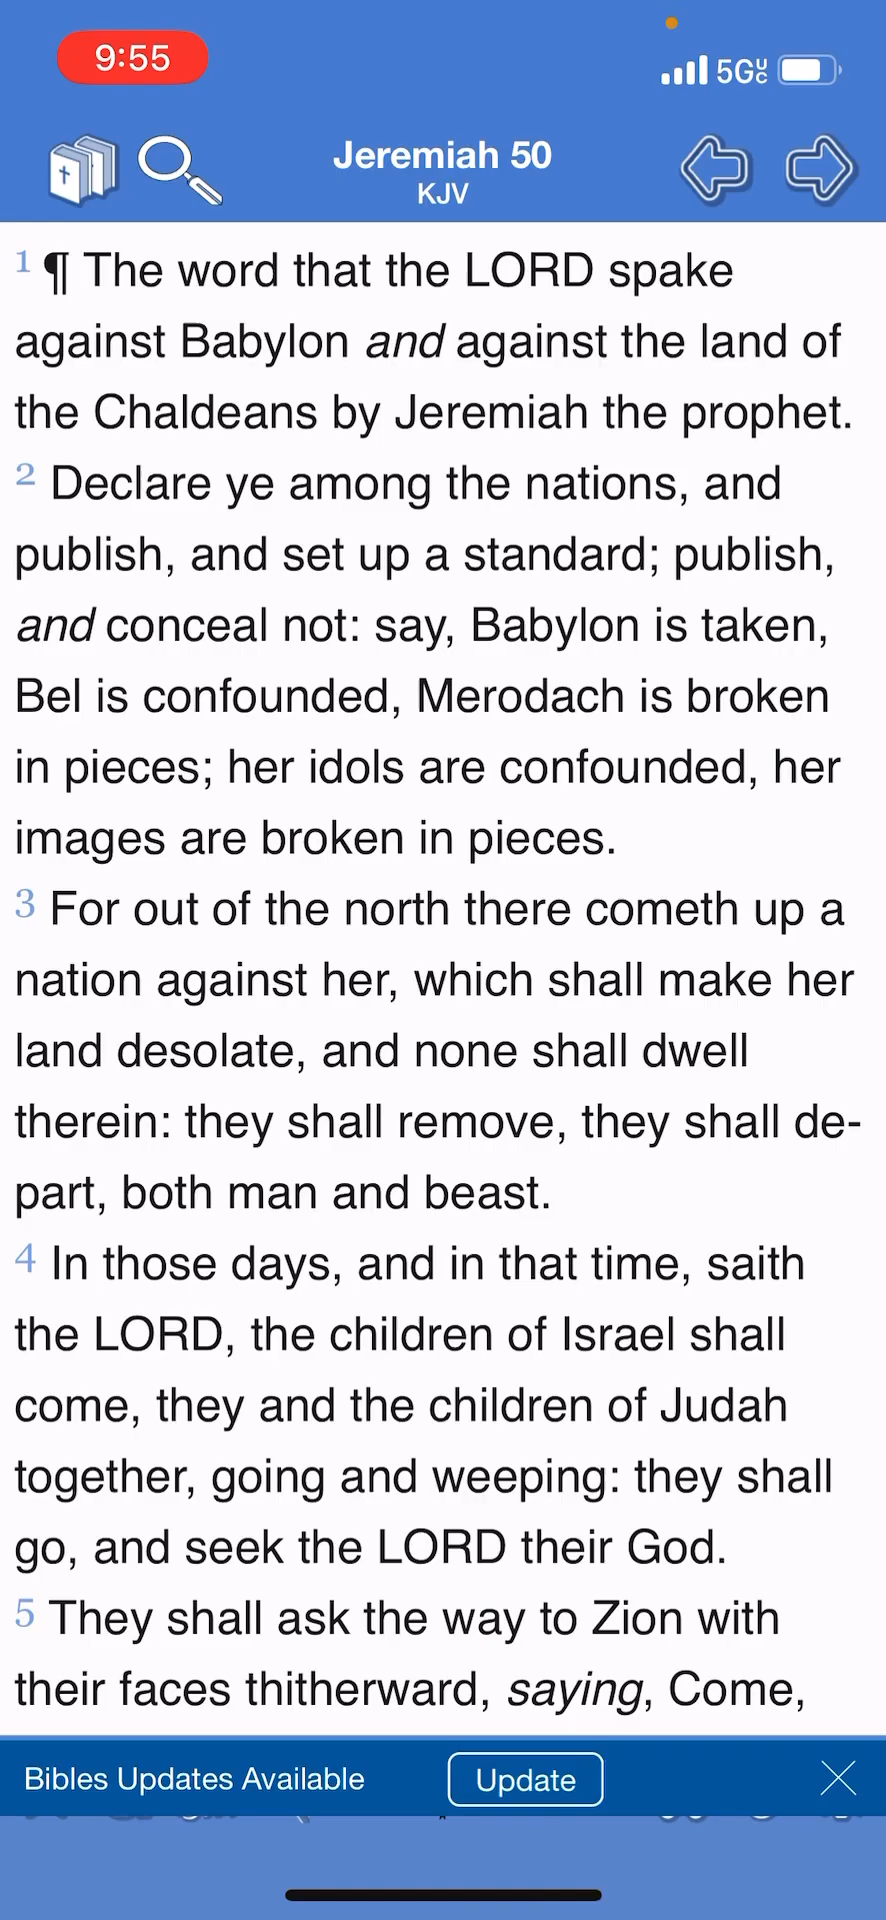 9:55
5G UC
Jeremiah 50
KJV
1 ¶ The word that the LORD spake
against Babylon and against the land of
the Chaldeans by Jeremiah the prophet.
2 Declare ye among the nations, and
publish, and set up a standard; publish,
and conceal not: say, Babylon is taken,
Bel is confounded, Merodach is broken
in pieces; her idols are confounded, her
images are broken in pieces.
3 For out of the north there cometh up a
nation against her, which shall make her
land desolate, and none shall dwell
therein: they shall remove, they shall de-
part, both man and beast.
4 In those days, and in that time, saith
the LORD, the children of Israel shall
come, they and the children of Judah
together, going and weeping: they shall
go, and seek the LORD their God.
5 They shall ask the way to Zion with
their faces thitherward, saying, Come,
Bibles Updates Available
Update